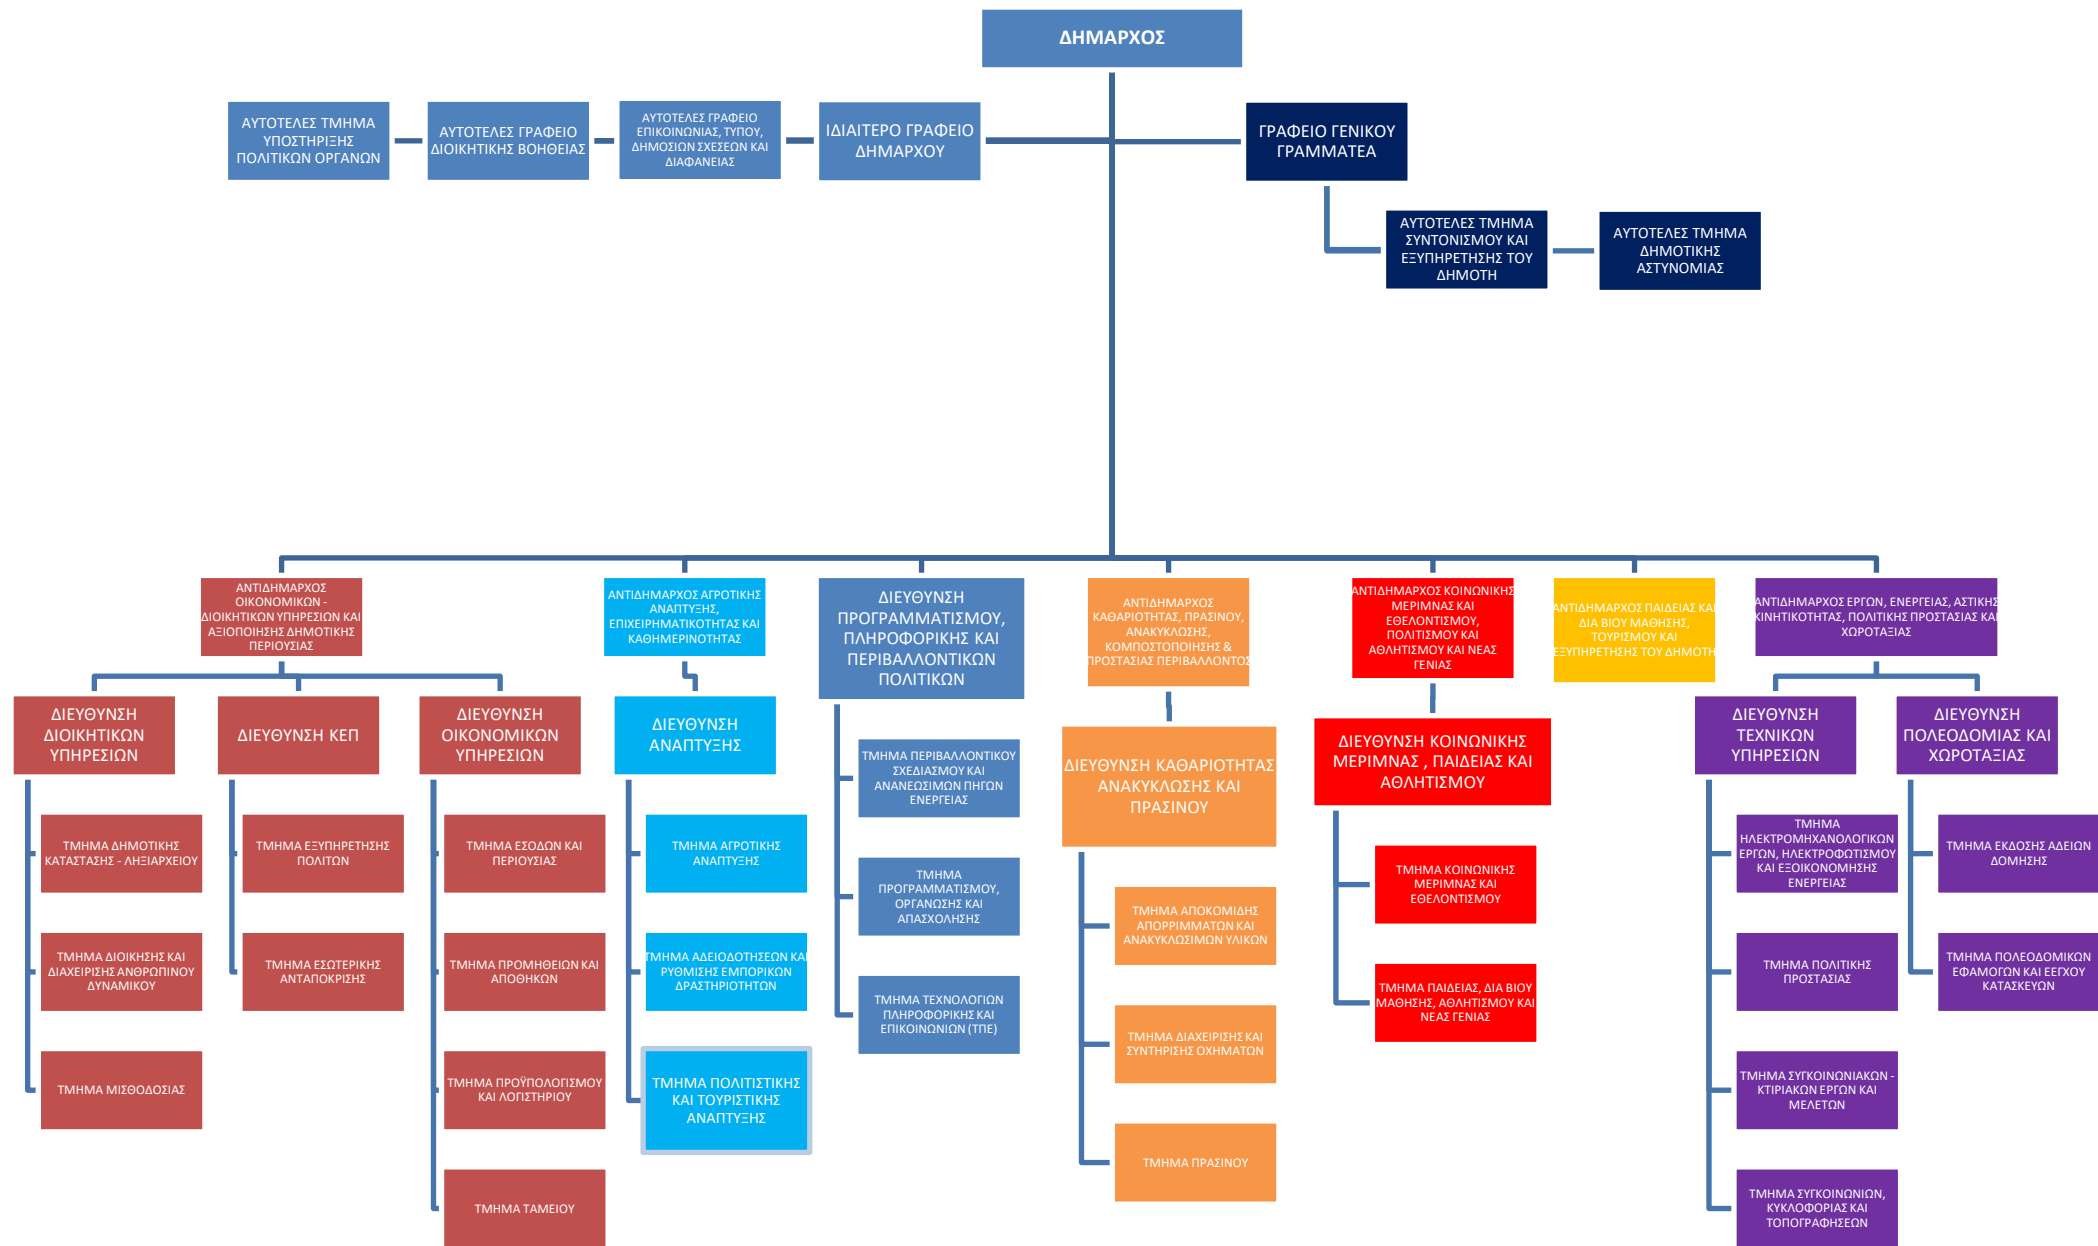 ΔΗΜΑΡΧΟΣ
ΑΥΤΟΤΕΛΕΣ ΤΜΗΜΑ
ΥΠΟΣΤΗΡΙΞΗΣ
ΠΟΛΙΤΙΚΩΝ ΟΡΓΑΝΩΝ
ΑΥΤΟΤΕΛΕΣ ΓΡΑΦΕΙΟ
ΔΙΟΙΚΗΤΙΚΗΣ ΒΟΗΘΕΙΑΣ
ΑΥΤΟΤΕΛΕΣ ΓΡΑΦΕΙΟ
ΕΠΙΚΟΙΝΩΝΙΑΣ, ΤΥΠΟΥ,
ΔΗΜΟΣΙΩΝ ΣΧΕΣΕΩΝ ΚΑΙ
ΔΙΑΦΑΝΕΙΑΣ
ΙΔΙΑΙΤΕΡΟ ΓΡΑΦΕΙΟ
ΔΗΜΑΡΧΟΥ
ΓΡΑΦΕΙΟ ΓΕΝΙΚΟΥ
ΓΡΑΜΜΑΤΕΑ
ΑΥΤΟΤΕΛΕΣ ΤΜΗΜΑ
ΣΥΝΤΟΝΙΣΜΟΥ ΚΑΙ
ΕΞΥΠΗΡΕΤΗΣΗΣ ΤΟΥ
ΔΗΜΟΤΗ
ΑΥΤΟΤΕΛΕΣ ΤΜΗΜΑ
ΔΗΜΟΤΙΚΗΣ
ΑΣΤΥΝΟΜΙΑΣ
ΑΝΤΙΔΗΜΑΡΧΟΣ
ΟΙΚΟΝΟΜΙΚΩΝ -
ΔΙΟΙΚΗΤΙΚΩΝ ΥΠΗΡΕΣΙΩΝ ΚΑΙ
ΑΞΙΟΠΟΙΗΣΗΣ ΔΗΜΟΤΙΚΗΣ
ΠΕΡΙΟΥΣΙΑΣ
ΑΝΤΙΔΗΜΑΡΧΟΣ ΑΓΡΟΤΙΚΗΣ
ΑΝΑΠΤΥΞΗΣ,
ΕΠΙΧΕΙΡΗΜΑΤΙΚΟΤΗΤΑΣ ΚΑΙ
ΚΑΘΗΜΕΡΙΝΟΤΗΤΑΣ
ΔΙΕΥΘΥΝΣΗ
ΠΡΟΓΡΑΜΜΑΤΙΣΜΟΥ,
ΠΛΗΡΟΦΟΡΙΚΗΣ ΚΑΙ
ΠΕΡΙΒΑΛΛΟΝΤΙΚΩΝ
ΠΟΛΙΤΙΚΩΝ
ΑΝΤΙΔΗΜΑΡΧΟΣ
ΚΑΘΑΡΙΟΤΗΤΑΣ, ΠΡΑΣΙΝΟΥ,
ΑΝΑΚΥΚΛΩΣΗΣ,
ΚΟΜΠΟΣΤΟΠΟΙΗΣΗΣ &
ΠΡΟΣΤΑΣΙΑΣ ΠΕΡΙΒΑΛΛΟΝΤΟΣ
ΑΝΤΙΔΗΜΑΡΧΟΣ ΚΟΙΝΩΝΙΚΗΣ
ΜΕΡΙΜΝΑΣ ΚΑΙ
ΕΘΕΛΟΝΤΙΣΜΟΥ,
ΠΟΛΙΤΙΣΜΟΥ ΚΑΙ
ΑΘΛΗΤΙΣΜΟΥ ΚΑΙ ΝΕΑΣ
ΓΕΝΙΑΣ
ΑΝΤΙΔΗΜΑΡΧΟΣ ΠΑΙΔΕΙΑΣ ΚΑΙ
ΔΙΑ ΒΙΟΥ ΜΑΘΗΣΗΣ,
ΤΟΥΡΙΣΜΟΥ ΚΑΙ
ΕΞΥΠΗΡΕΤΗΣΗΣ ΤΟΥ ΔΗΜΟΤΗ
ΑΝΤΙΔΗΜΑΡΧΟΣ ΕΡΓΩΝ, ΕΝΕΡΓΕΙΑΣ, ΑΣΤΙΚΗΣ
ΚΙΝΗΤΙΚΟΤΗΤΑΣ, ΠΟΛΙΤΙΚΗΣ ΠΡΟΣΤΑΣΙΑΣ ΚΑΙ
ΧΩΡΟΤΑΞΙΑΣ
ΔΙΕΥΘΥΝΣΗ
ΔΙΟΙΚΗΤΙΚΩΝ
ΥΠΗΡΕΣΙΩΝ
ΔΙΕΥΘΥΝΣΗ ΚΕΠ
ΔΙΕΥΘΥΝΣΗ
ΟΙΚΟΝΟΜΙΚΩΝ
ΥΠΗΡΕΣΙΩΝ
ΔΙΕΥΘΥΝΣΗ
ΑΝΑΠΤΥΞΗΣ
ΔΙΕΥΘΥΝΣΗ ΚΑΘΑΡΙΟΤΗΤΑΣ
ΑΝΑΚΥΚΛΩΣΗΣ ΚΑΙ
ΠΡΑΣΙΝΟΥ
ΔΙΕΥΘΥΝΣΗ ΚΟΙΝΩΝΙΚΗΣ
ΜΕΡΙΜΝΑΣ , ΠΑΙΔΕΙΑΣ ΚΑΙ
ΑΘΛΗΤΙΣΜΟΥ
ΔΙΕΥΘΥΝΣΗ
ΤΕΧΝΙΚΩΝ
ΥΠΗΡΕΣΙΩΝ
ΔΙΕΥΘΥΝΣΗ
ΠΟΛΕΟΔΟΜΙΑΣ ΚΑΙ
ΧΩΡΟΤΑΞΙΑΣ
ΤΜΗΜΑ ΔΗΜΟΤΙΚΗΣ
ΚΑΤΑΣΤΑΣΗΣ - ΛΗΞΙΑΡΧΕΙΟΥ
ΤΜΗΜΑ ΔΙΟΙΚΗΣΗΣ ΚΑΙ
ΔΙΑΧΕΙΡΙΣΗΣ ΑΝΘΡΩΠΙΝΟΥ
ΔΥΝΑΜΙΚΟΥ
ΤΜΗΜΑ ΜΙΣΘΟΔΟΣΙΑΣ
ΤΜΗΜΑ ΕΞΥΠΗΡΕΤΗΣΗΣ
ΠΟΛΙΤΩΝ
ΤΜΗΜΑ ΕΣΩΤΕΡΙΚΗΣ
ΑΝΤΑΠΟΚΡΙΣΗΣ
ΤΜΗΜΑ ΕΣΟΔΩΝ ΚΑΙ
ΠΕΡΙΟΥΣΙΑΣ
ΤΜΗΜΑ ΠΡΟΜΗΘΕΙΩΝ ΚΑΙ
ΑΠΟΘΗΚΩΝ
ΤΜΗΜΑ ΠΡΟΫΠΟΛΟΓΙΣΜΟΥ
ΚΑΙ ΛΟΓΙΣΤΗΡΙΟΥ
ΤΜΗΜΑ ΤΑΜΕΙΟΥ
ΤΜΗΜΑ ΑΓΡΟΤΙΚΗΣ
ΑΝΑΠΤΥΞΗΣ
ΤΜΗΜΑ ΑΔΕΙΟΔΟΤΗΣΕΩΝ ΚΑΙ
ΡΥΘΜΙΣΗΣ ΕΜΠΟΡΙΚΩΝ
ΔΡΑΣΤΗΡΙΟΤΗΤΩΝ
ΤΜΗΜΑ ΠΟΛΙΤΙΣΤΙΚΗΣ
ΚΑΙ ΤΟΥΡΙΣΤΙΚΗΣ
ΑΝΑΠΤΥΞΗΣ
ΤΜΗΜΑ ΠΕΡΙΒΑΛΛΟΝΤΙΚΟΥ
ΣΧΕΔΙΑΣΜΟΥ ΚΑΙ
ΑΝΑΝΕΩΣΙΜΩΝ ΠΗΓΩΝ
ΕΝΕΡΓΕΙΑΣ
ΤΜΗΜΑ
ΠΡΟΓΡΑΜΜΑΤΙΣΜΟΥ,
ΟΡΓΑΝΩΣΗΣ ΚΑΙ
ΑΠΑΣΧΟΛΗΣΗΣ
ΤΜΗΜΑ ΤΕΧΝΟΛΟΓΙΩΝ
ΠΛΗΡΟΦΟΡΙΚΗΣ ΚΑΙ
ΕΠΙΚΟΙΝΩΝΙΩΝ (ΤΠΕ)
ΤΜΗΜΑ ΑΠΟΚΟΜΙΔΗΣ
ΑΠΟΡΡΙΜΜΑΤΩΝ ΚΑΙ
ΑΝΑΚΥΚΛΩΣΙΜΩΝ ΥΛΙΚΩΝ
ΤΜΗΜΑ ΔΙΑΧΕΙΡΙΣΗΣ ΚΑΙ
ΣΥΝΤΗΡΙΣΗΣ ΟΧΗΜΑΤΩΝ
ΤΜΗΜΑ ΠΡΑΣΙΝΟΥ
ΤΜΗΜΑ ΚΟΙΝΩΝΙΚΗΣ
ΜΕΡΙΜΝΑΣ ΚΑΙ
ΕΘΕΛΟΝΤΙΣΜΟΥ
ΤΜΗΜΑ ΠΑΙΔΕΙΑΣ, ΔΙΑ ΒΙΟΥ
ΜΑΘΗΣΗΣ, ΑΘΛΗΤΙΣΜΟΥ ΚΑΙ
ΝΕΑΣ ΓΕΝΙΑΣ
ΤΜΗΜΑ
ΗΛΕΚΤΡΟΜΗΧΑΝΟΛΟΓΙΚΩΝ
ΕΡΓΩΝ, ΗΛΕΚΤΡΟΦΩΤΙΣΜΟΥ
ΚΑΙ ΕΞΟΙΚΟΝΟΜΗΣΗΣ
ΕΝΕΡΓΕΙΑΣ
ΤΜΗΜΑ ΠΟΛΙΤΙΚΗΣ
ΠΡΟΣΤΑΣΙΑΣ
ΤΜΗΜΑ ΣΥΓΚΟΙΝΩΝΙΑΚΩΝ -
ΚΤΙΡΙΑΚΩΝ ΕΡΓΩΝ ΚΑΙ
ΜΕΛΕΤΩΝ
ΤΜΗΜΑ ΣΥΓΚΟΙΝΩΝΙΩΝ,
ΚΥΚΛΟΦΟΡΙΑΣ ΚΑΙ
ΤΟΠΟΓΡΑΦΗΣΕΩΝ
ΤΜΗΜΑ ΕΚΔΟΣΗΣ ΑΔΕΙΩΝ
ΔΟΜΗΣΗΣ
ΤΜΗΜΑ ΠΟΛΕΟΔΟΜΙΚΩΝ
ΕΦΑΜΟΓΩΝ ΚΑΙ ΕΕΓΧΟΥ
ΚΑΤΑΣΚΕΥΩΝ